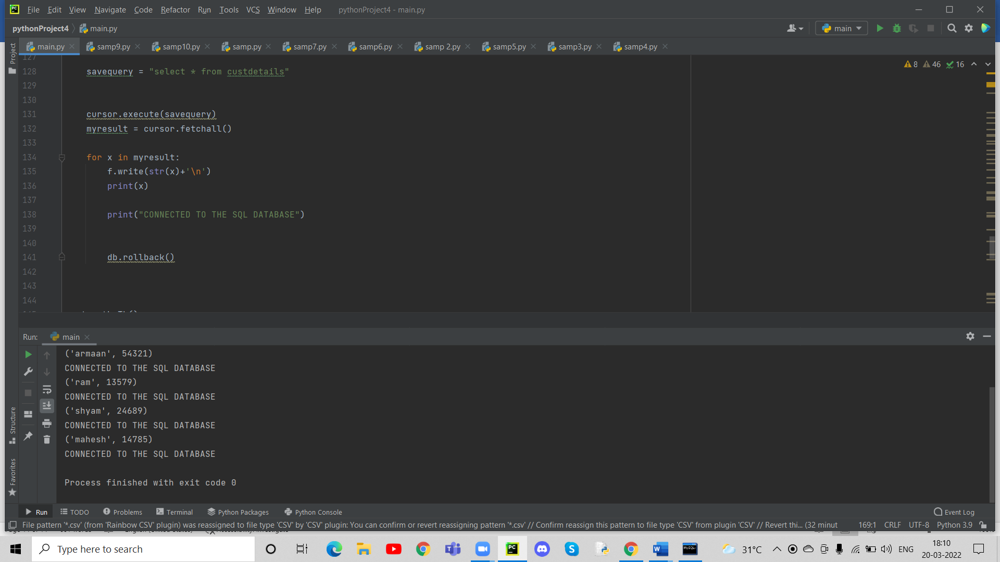 File Edit View Navigate Code Refactor Run Tools VCS Window Help pythonProject4 - main.py
pythonProject4 main.py main
main.py samp9.py samp10.py samp.py samp7.py samp6.py samp 2.py samp5.py samp3.py samp4.py
Project
127
8 46 16
128 savequery = "select * from custdetails"
129
130
131 cursor.execute(savequery)
132 myresult = cursor.fetchall()
133
134 for x in myresult:
135 f.write(str(x)+'\n')
136 print(x)
137
138 print("CONNECTED TO THE SQL DATABASE")
139
140
141 db.rollback()
142
143
144
Run: main
('armaan', 54321)
CONNECTED TO THE SQL DATABASE
('ram', 13579)
CONNECTED TO THE SQL DATABASE
('shyam', 24689)
CONNECTED TO THE SQL DATABASE
('mahesh', 14785)
CONNECTED TO THE SQL DATABASE
Process finished with exit code 0
Structure
Favorites
Run TODO Problems Terminal Python Packages Python Console Event Log
File pattern '*.csv' (from 'Rainbow CSV' plugin) was reassigned to file type 'CSV' by 'CSV' plugin: You can confirm or revert reassigning pattern '*.csv' // Confirm reassign this pattern to file type 'CSV' from plugin 'CSV' // Revert thi... (32 minut 169:1 CRLF UTF-8 Python 3.9
Type here to search
31°C ENG
18:10
20-03-2022